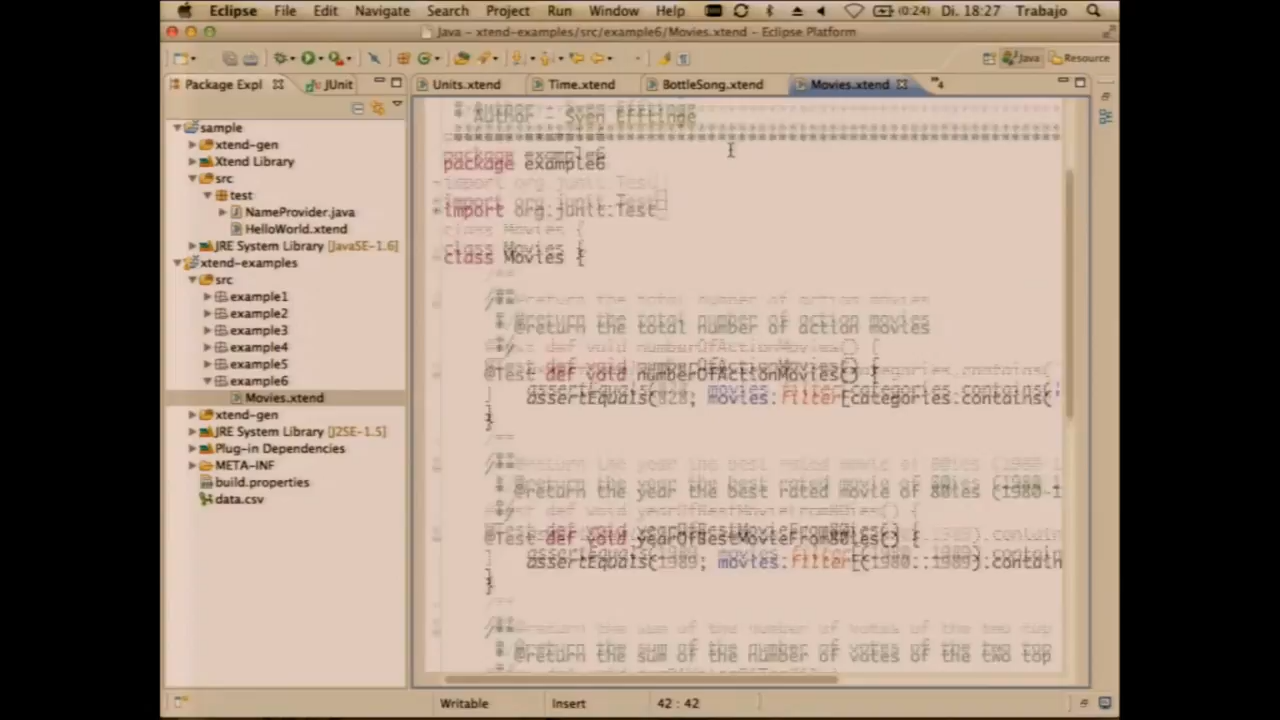 Eclipse File Edit Navigate Search Project Run Window Help (0:24) Di. 18:27 Trabajo
Java - xtend-examples/src/example6/Movies.xtend - Eclipse Platform
Java Resource
Package Expl JUnit Units.xtend Time.xtend BottleSong.xtend Movies.xtend 4
sample
xtend-gen
Xtend Library
src
test
NameProvider.java
HelloWorld.xtend
JRE System Library [JavaSE-1.6]
xtend-examples
src
example1
example2
example3
example4
example5
example6
Movies.xtend
xtend-gen
JRE System Library [J2SE-1.5]
Plug-in Dependencies
META-INF
build.properties
data.csv
* Author - Sven Efftinge
package example6
import org.junit.Test
class Movies {
/**
* @return the total number of action movies
*/
@Test def void numberOfActionMovies() {
assertEquals(828, movies.filter[categories.contains('
}
/**
* @return the year the best rated movie of 80ies (1980-1
@Test def void yearOfBestMovieFrom80ies() {
assertEquals(1989, movies.filter[(1980..1989).contain
}
/**
* @return the sum of the number of votes of the two top
Writable Insert 42 : 42